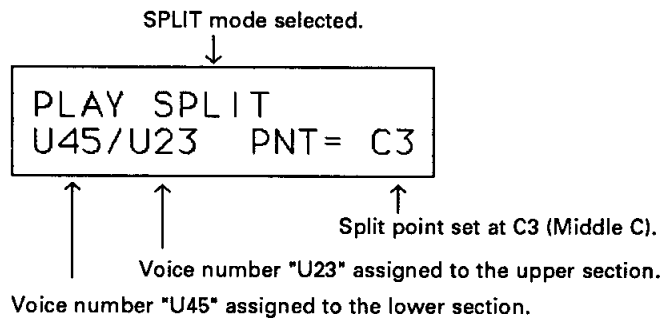 SPLIT mode selected.
PLAY SPLIT
U45/U23 PNT= C3
Split point set at C3 (Middle C).
Voice number "U23" assigned to the upper section.
Voice number "U45" assigned to the lower section.